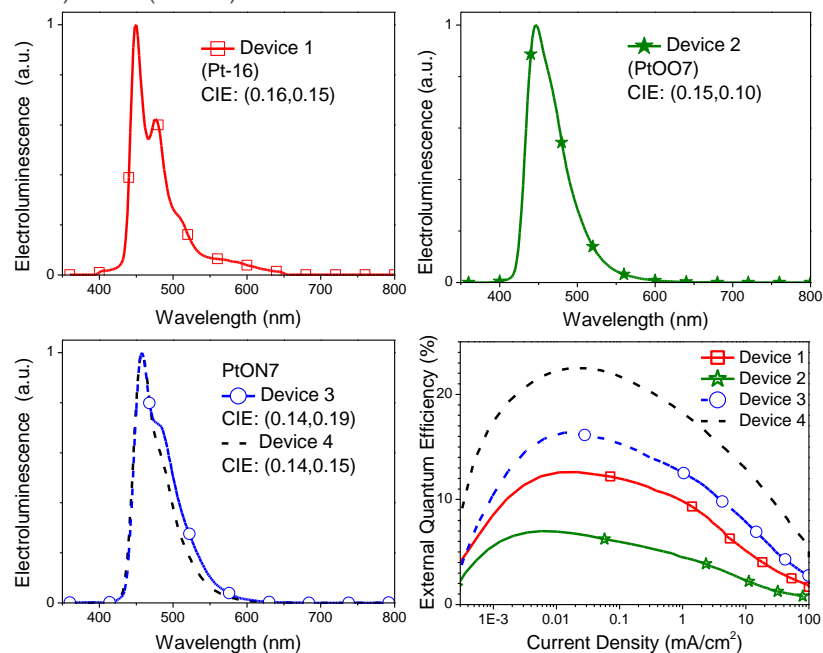 1
Electroluminescence (a.u.)
0
Device 1
(Pt-16)
CIE: (0.16,0.15)
400 500 600 700 800
Wavelength (nm)
1
Electroluminescence (a.u.)
0
Device 2
(PtOO7)
CIE: (0.15,0.10)
400 500 600 700 800
Wavelength (nm)
1
Electroluminescence (a.u.)
0
PtON7
Device 3
CIE: (0.14,0.19)
Device 4
CIE: (0.14,0.15)
400 500 600 700 800
Wavelength (nm)
External Quantum Efficiency (%)
20
10
0
Device 1
Device 2
Device 3
Device 4
1E-3 0.01 0.1 1 10 100
Current Density (mA/cm²)